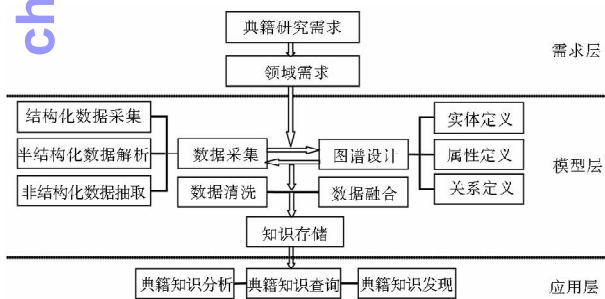 ch
典籍研究需求
需求层
领域需求
结构化数据采集
实体定义
半结构化数据解析
数据采集
图谱设计
属性定义
模型层
非结构化数据抽取
数据清洗
数据融合
关系定义
知识存储
典籍知识分析
典籍知识查询
典籍知识发现
应用层